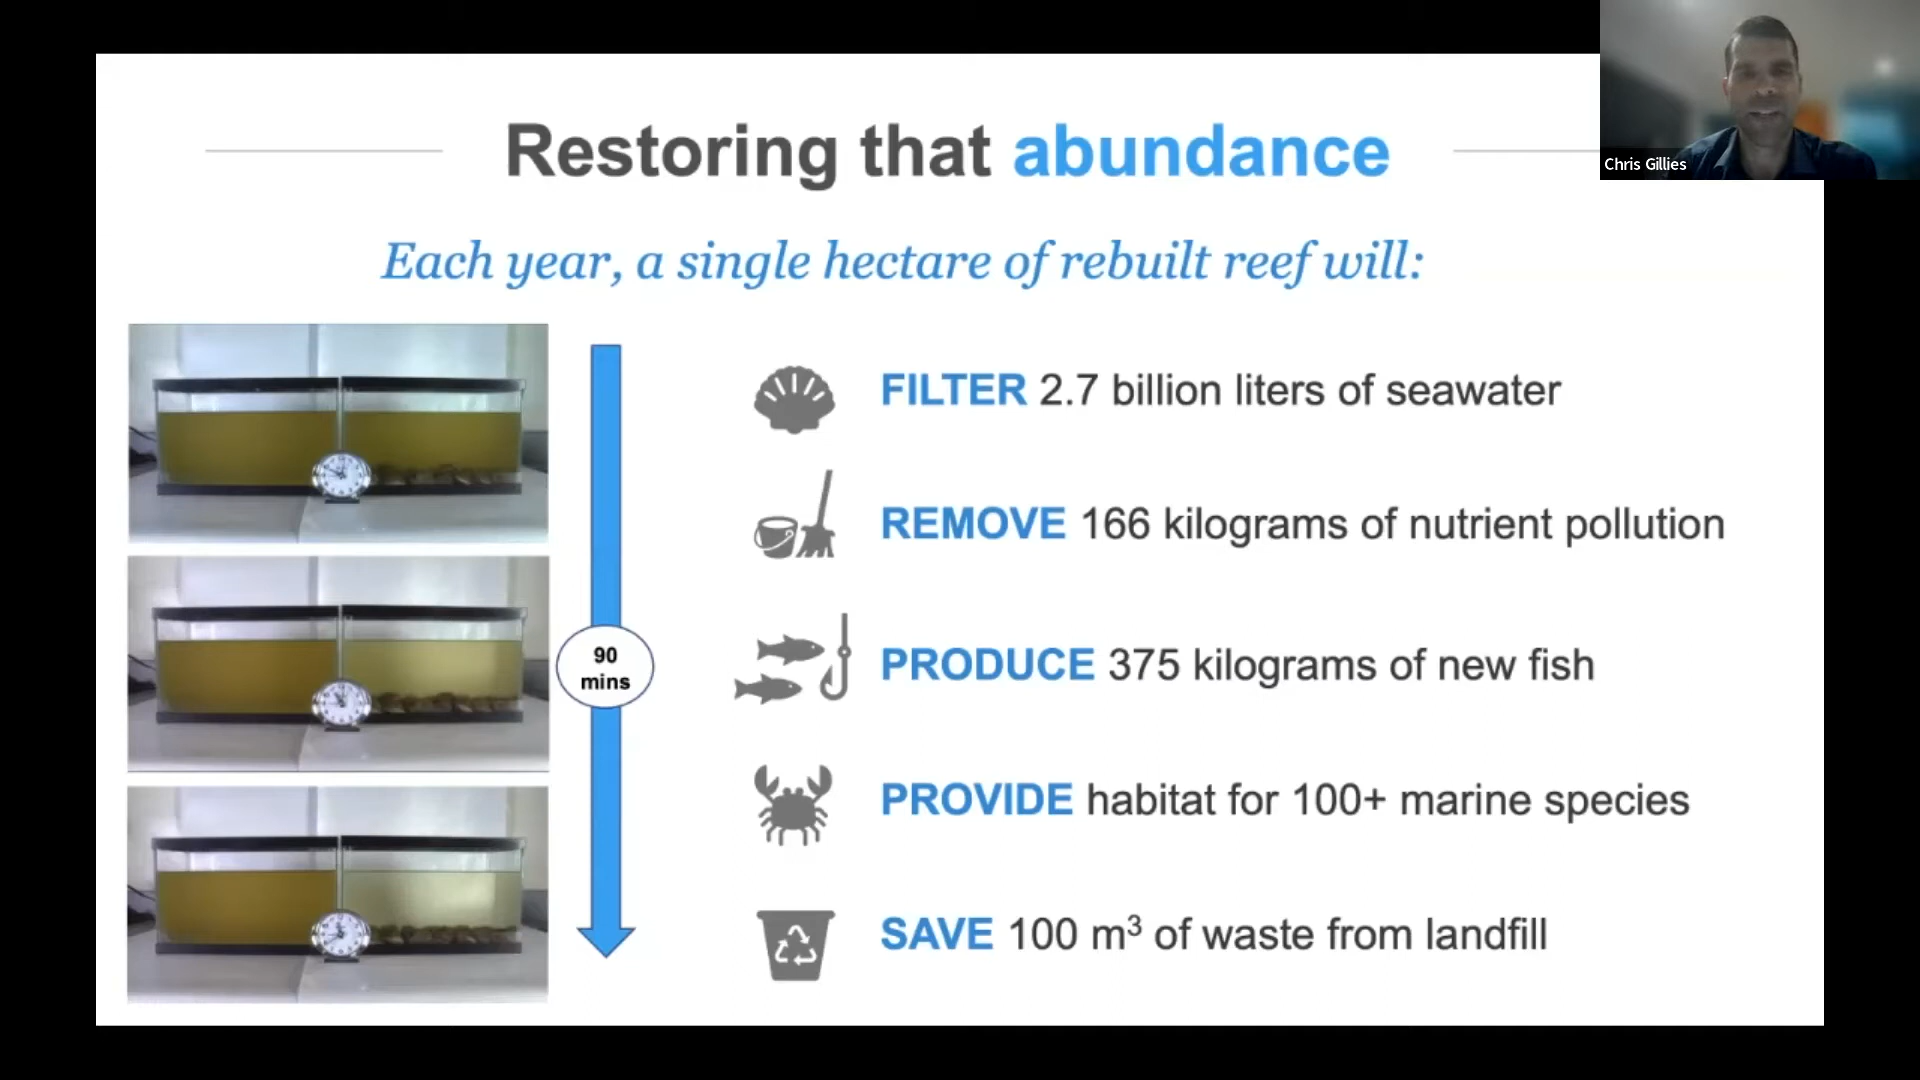 Restoring that abundance
Chris Gillies
Each year, a single hectare of rebuilt reef will:
FILTER 2.7 billion liters of seawater
REMOVE 166 kilograms of nutrient pollution
90
mins
PRODUCE 375 kilograms of new fish
PROVIDE habitat for 100+ marine species
SAVE 100 m³ of waste from landfill